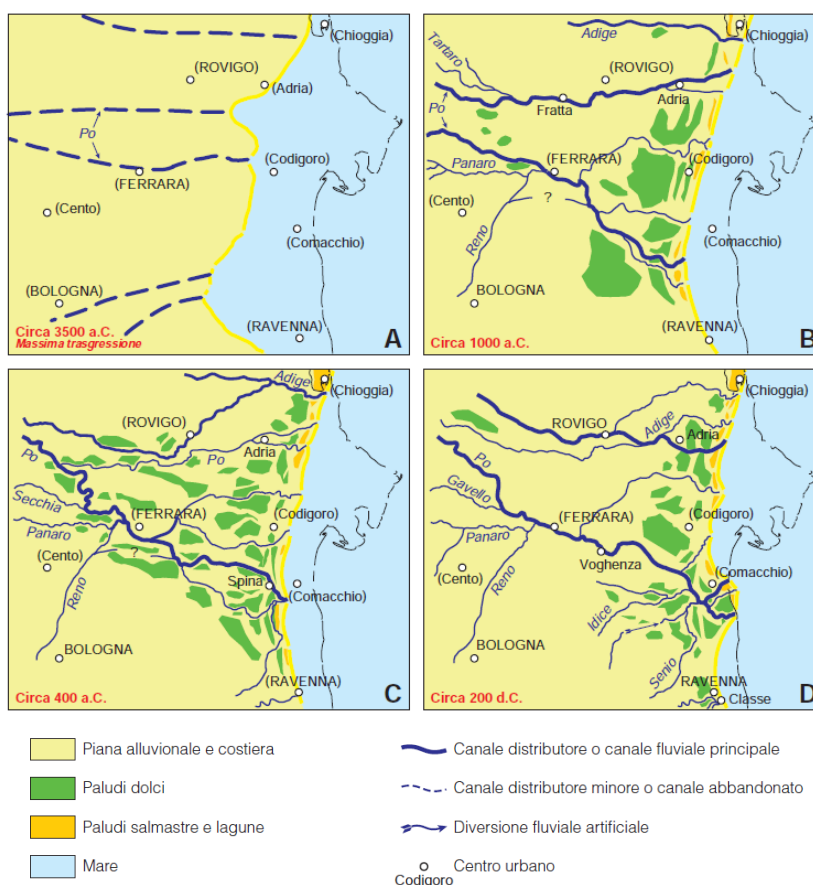 (Chioggia)
(ROVIGO)
(Adria)
Po
(Codigoro)
(FERRARA)
(Cento)
(Comacchio)
(BOLOGNA)
(RAVENNA)
Circa 3500 a.C.
Massima trasgressione
A
Adige
(Chioggia)
Tartaro
(ROVIGO)
Po
Fratta
Adria
Panaro
(FERRARA)
(Codigoro)
(Cento)
?
Reno
(Comacchio)
BOLOGNA
(RAVENNA)
Circa 1000 a.C.
B
Adige
(Chioggia)
(ROVIGO)
Po
Po
Adria
Secchia
(FERRARA)
(Codigoro)
Panaro
(Cento)
?
Reno
Spina
(Comacchio)
BOLOGNA
(RAVENNA)
Circa 400 a.C.
C
(Chioggia)
ROVIGO
Adige
Adria
Po
Gavello
(FERRARA)
(Codigoro)
Panaro
Voghenza
(Cento)
Reno
(Comacchio)
Idice
BOLOGNA
Senio
RAVENNA
Classe
Circa 200 d.C.
D
Piana alluvionale e costiera
Paludi dolci
Paludi salmastre e lagune
Mare
Canale distributore o canale fluviale principale
Canale distributore minore o canale abbandonato
Diversione fluviale artificiale
Centro urbano
Codigoro